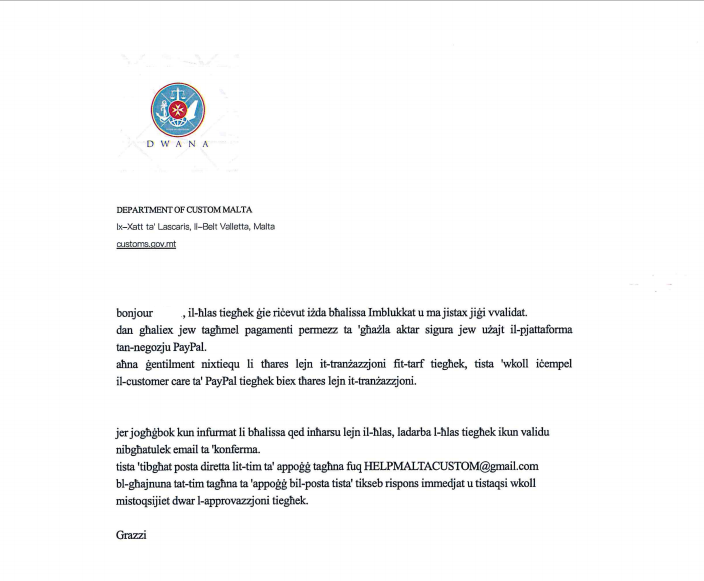 DWANA
DEPARTMENT OF CUSTOM MALTA
Ix-Xatt ta' Lascaris, Il-Belt Valletta, Malta
customs.gov.mt
bonjour , il-ħlas tiegħek ġie riċevut iżda bħalissa Imblukkat u ma jistax jiġi vvalidat.
dan għaliex jew tagħmel pagamenti permezz ta 'għażla aktar sigura jew użajt il-pjattaforma
tan-negozju PayPal.
aħna ġentilment nixtiequ li tħares lejn it-tranżazzjoni fit-tarf tiegħek, tista 'wkoll iċempel
il-customer care ta' PayPal tiegħek biex tħares lejn it-tranżazzjoni.
jer jogħġbok kun infurmat li bħalissa qed inħarsu lejn il-ħlas, ladarba l-ħlas tiegħek ikun validu
nibgħatulek email ta 'konferma.
tista 'tibgħat posta diretta lit-tim ta' appoġġ tagħna fuq HELPMALTACUSTOM@gmail.com
bl-għajnuna tat-tim tagħna ta 'appoġġ bil-posta tista' tikseb rispons immedjat u tistaqsi wkoll
mistoqsijiet dwar l-approvazzjoni tiegħek.
Grazzi